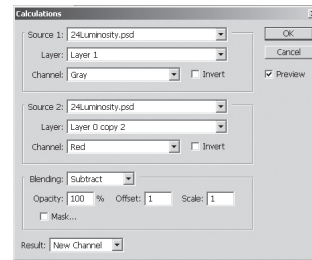 Calculations
Source 1: 24Luminosity.psd
OK
Layer: Layer 1
Cancel
Channel: Gray Invert
Preview
Source 2: 24Luminosity.psd
Layer: Layer 0 copy 2
Channel: Red Invert
Blending: Subtract
Opacity: 100 % Offset: 1 Scale: 1
Mask...
Result: New Channel